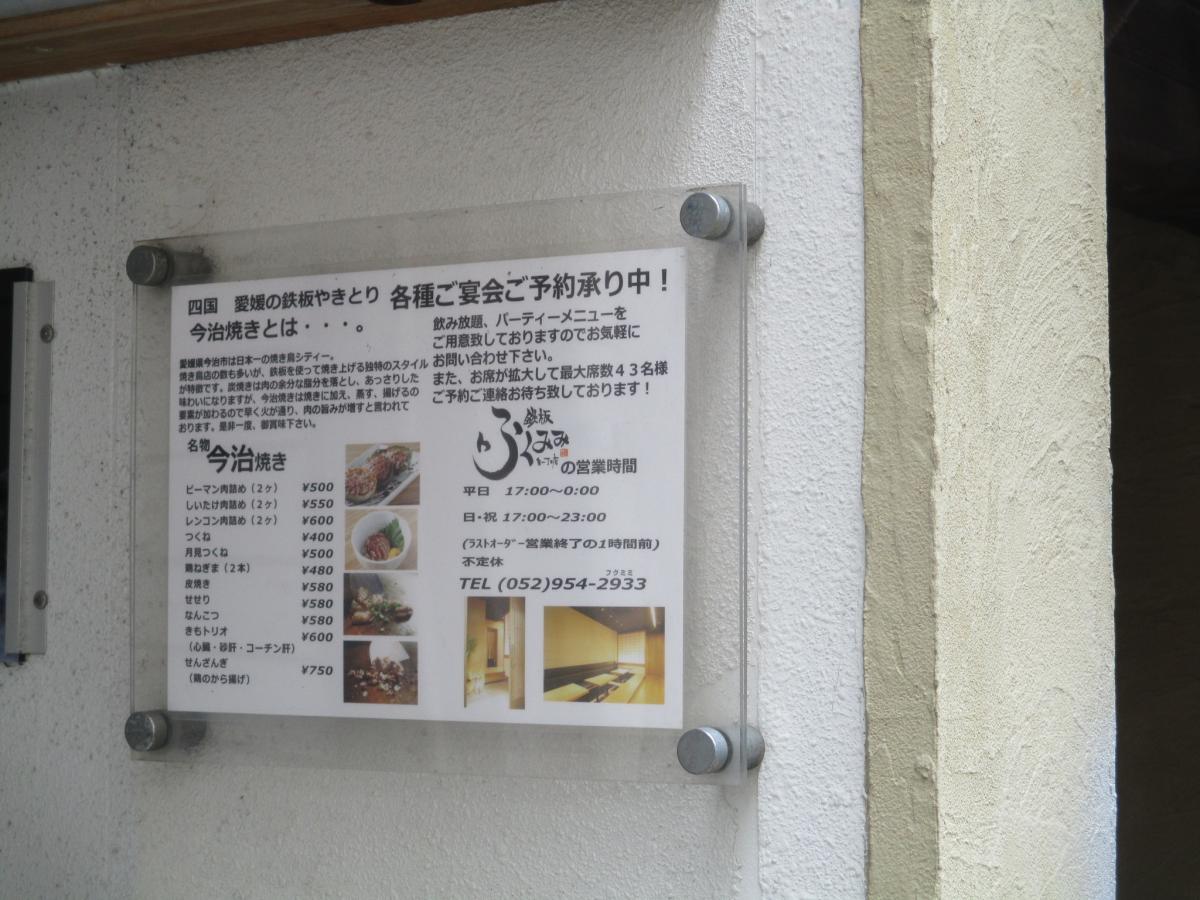 四国　愛媛の鉄板やきとり
今治焼きとは・・・。
愛媛県今治市は日本一の焼き鳥シティー。
焼き鳥店の数も多いが、鉄板を使って焼き上げる独特のスタイル
が特徴です。炭焼きは肉の余分な脂分を落とし、あっさりした
味わいになりますが、今治焼きは焼きに加え、蒸す、揚げるの
要素が加わるので早く火が通り、肉の旨みが増すと言われて
おります。是非一度、御賞味下さい。
名物
今治焼き
ピーマン肉詰め（２ヶ） ¥500
しいたけ肉詰め（２ヶ） ¥550
レンコン肉詰め（２ヶ） ¥600
つくね ¥400
月見つくね ¥500
鶏ねぎま（２本） ¥480
皮焼き ¥580
せせり ¥580
なんこつ ¥580
きもトリオ ¥600
（心臓・砂肝・コーチン肝）
せんざんぎ ¥750
（鶏のから揚げ）
各種ご宴会ご予約承り中！
飲み放題、パーティーメニューを
ご用意致しておりますのでお気軽に
お問い合わせ下さい。
また、お席が拡大して最大席数４３名様
ご予約ご連絡お待ち致しております！
鉄板
ふくみみ
の営業時間
平日　17:00～0:00
日・祝 17:00～23:00
(ﾗｽﾄｵｰﾀﾞｰ営業終了の1時間前)
不定休
フクミミ
TEL (052)954-2933